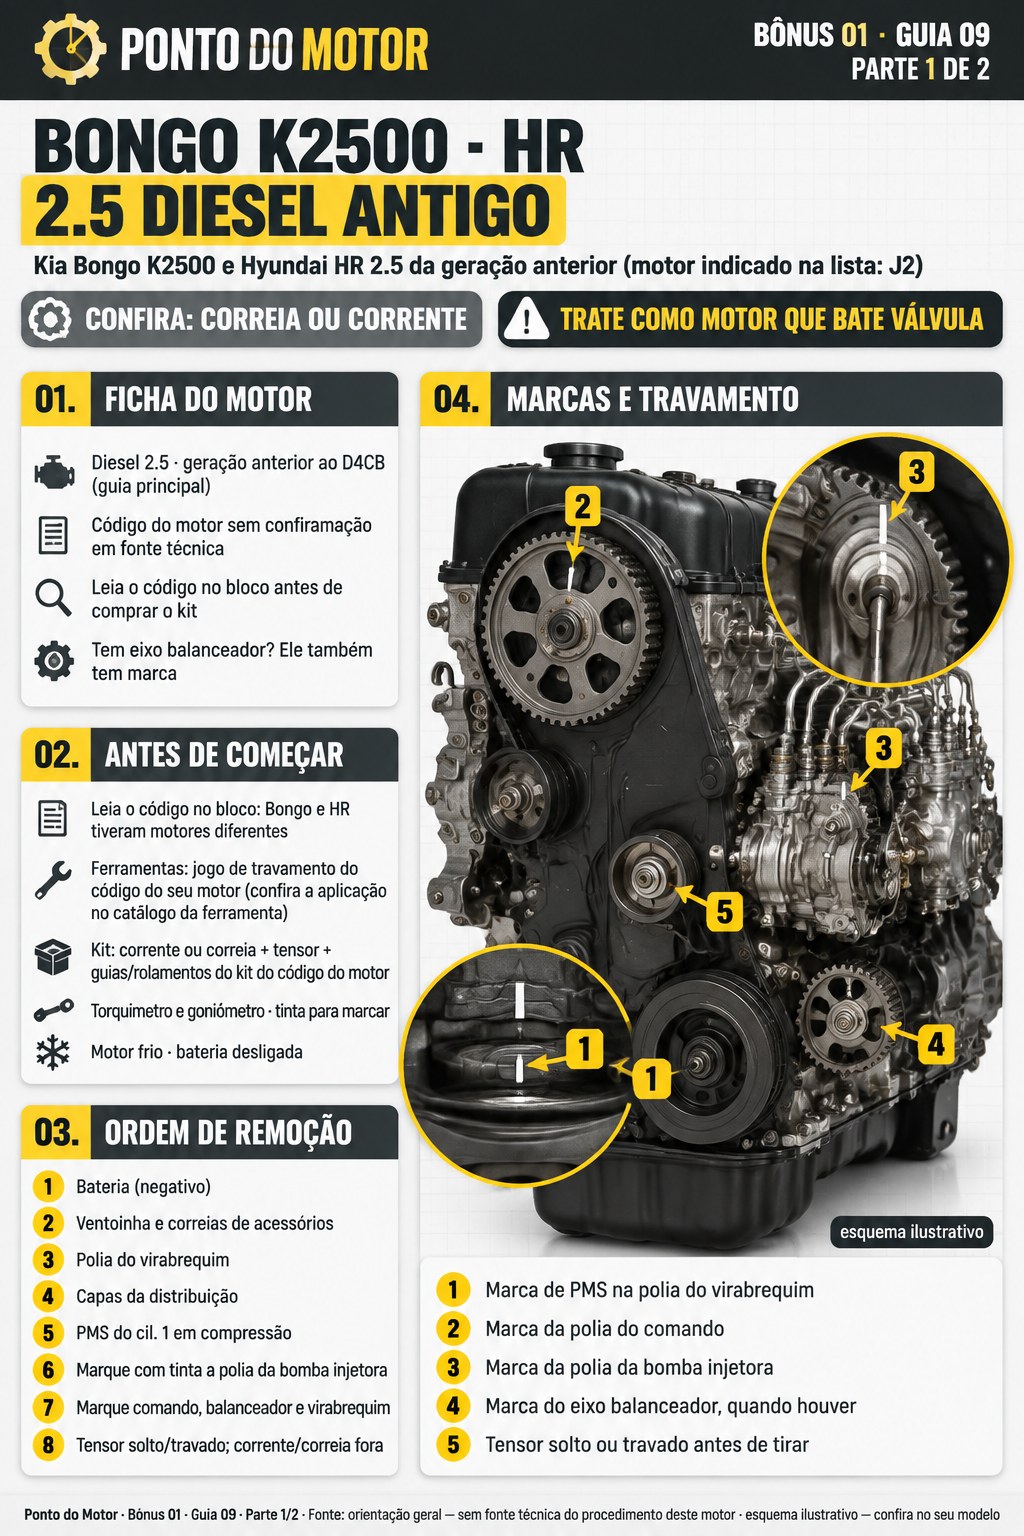 PONTO DO MOTOR
BÔNUS 01 · GUIA 09
PARTE 1 DE 2
BONGO K2500 - HR
2.5 DIESEL ANTIGO
Kia Bongo K2500 e Hyundai HR 2.5 da geração anterior (motor indicado na lista: J2)
CONFIRA: CORREIA OU CORRENTE
TRATE COMO MOTOR QUE BATE VÁLVULA
01. FICHA DO MOTOR
Diesel 2.5 · geração anterior ao D4CB
(guia principal)
Código do motor sem confiramação
em fonte técnica
Leia o código no bloco antes de
comprar o kit
Tem eixo balanceador? Ele também
tem marca
02. ANTES DE COMEÇAR
Leia o código no bloco: Bongo e HR
tiveram motores diferentes
Ferramentas: jogo de travamento do
código do seu motor (confira a aplicação
no catálogo da ferramenta)
Kit: corrente ou correia + tensor +
guias/rolamentos do kit do código do motor
Torquimetro e goniómetro · tinta para marcar
Motor frio · bateria desligada
03. ORDEM DE REMOÇÃO
1 Bateria (negativo)
2 Ventoinha e correias de acessórios
3 Polia do virabrequim
4 Capas da distribuição
5 PMS do cil. 1 em compressão
6 Marque com tinta a polia da bomba injetora
7 Marque comando, balanceador e virabrequim
8 Tensor solto/travado; corrente/correia fora
04. MARCAS E TRAVAMENTO
3
2
3
5
1
1
4
esquema ilustrativo
1 Marca de PMS na polia do virabrequim
2 Marca da polia do comando
3 Marca da polia da bomba injetora
4 Marca do eixo balanceador, quando houver
5 Tensor solto ou travado antes de tirar
Ponto do Motor · Bônus 01 · Guia 09 · Parte 1/2 · Fonte: orientação geral — sem fonte técnica do procedimento deste motor · esquema ilustrativo — confira no seu modelo